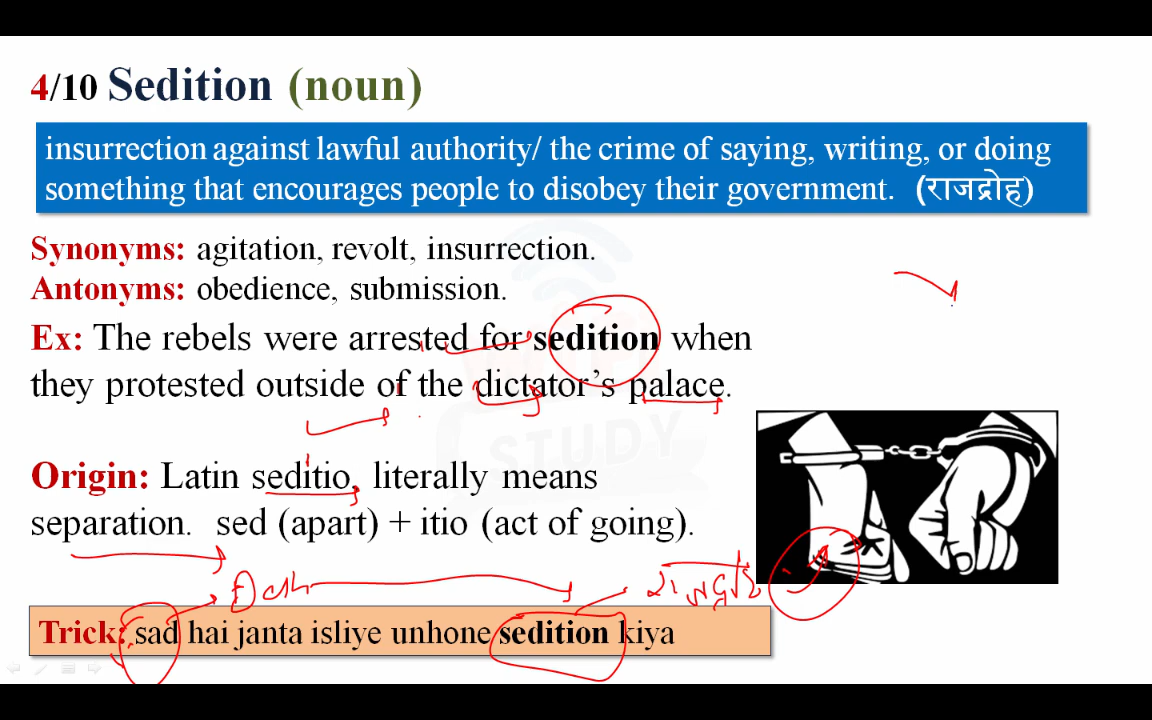 4/10 Sedition (noun)
insurrection against lawful authority/ the crime of saying, writing, or doing
something that encourages people to disobey their government. (राजद्रोह)
Synonyms: agitation, revolt, insurrection.
Antonyms: obedience, submission.
Ex: The rebels were arrested for sedition when
they protested outside of the dictator's palace.
STUDY
Origin: Latin seditio, literally means
separation. sed (apart) + itio (act of going).
Trick: sad hai janta isliye unhone sedition kiya